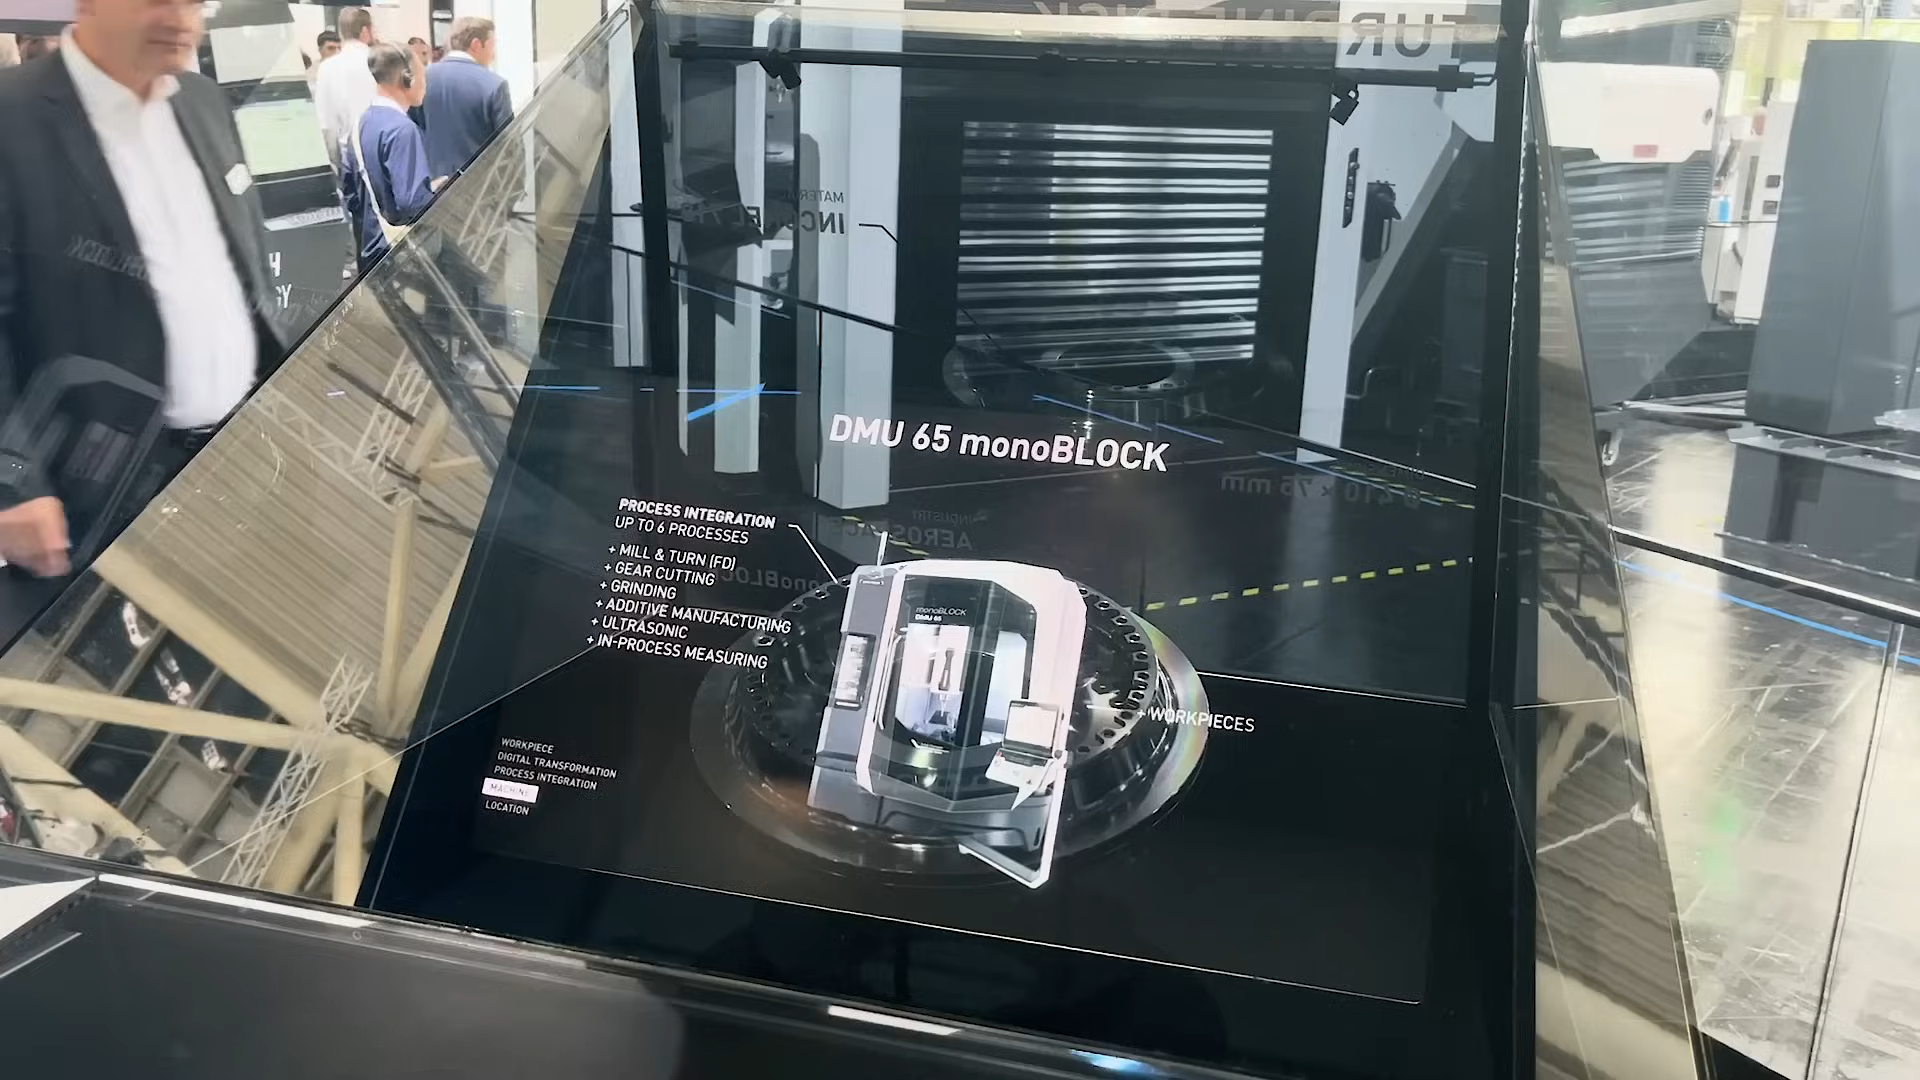 DMU 65 monoBLOCK
PROCESS INTEGRATION
UP TO 6 PROCESSES
+ MILL & TURN (FD)
+ GEAR CUTTING
+ GRINDING
+ ADDITIVE MANUFACTURING
+ ULTRASONIC
+ IN-PROCESS MEASURING
monoBLOCK
DMU 65
+ WORKPIECES
WORKPIECE
DIGITAL TRANSFORMATION
PROCESS INTEGRATION
MACHINE
LOCATION
INDUSTRY